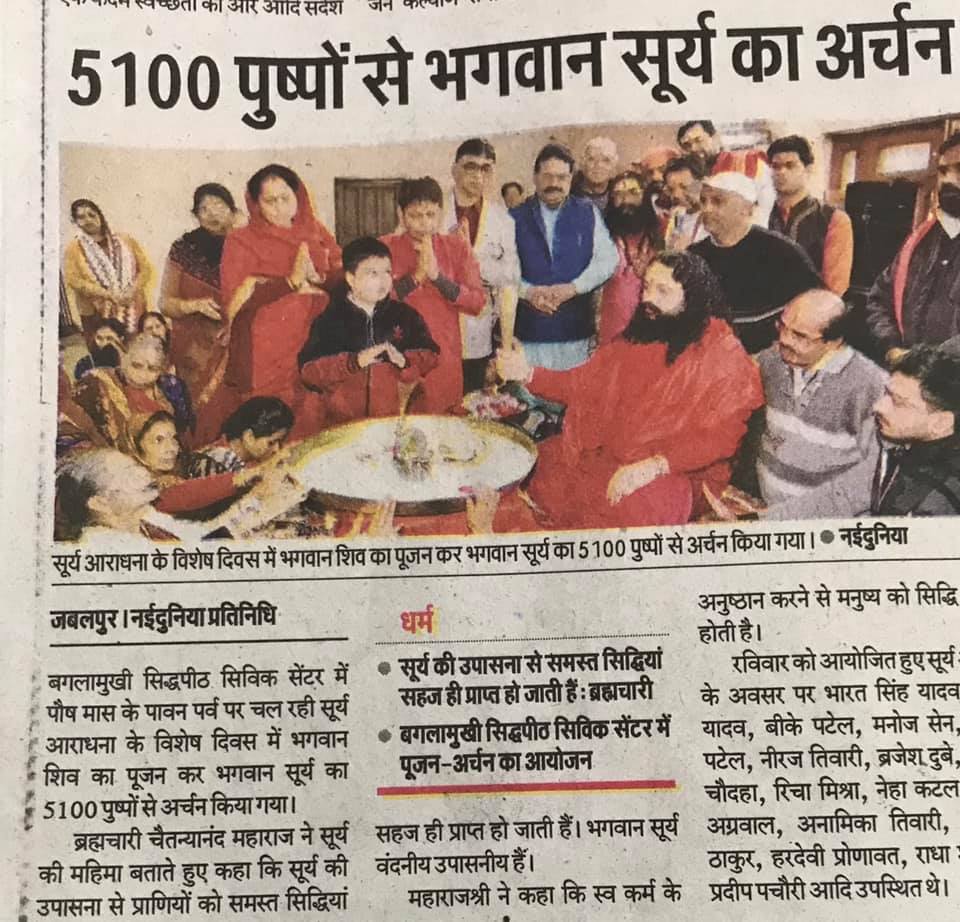 स्वच्छता की ओर आदि संदेश
5100 पुष्पों से भगवान सूर्य का अर्चन
सूर्य आराधना के विशेष दिवस में भगवान शिव का पूजन कर भगवान सूर्य का 5100 पुष्पों से अर्चन किया गया। ● नईदुनिया
जबलपुर। नईदुनिया प्रतिनिधि
बगलामुखी सिद्धपीठ सिविक सेंटर में
पौष मास के पावन पर्व पर चल रही सूर्य
आराधना के विशेष दिवस में भगवान
शिव का पूजन कर भगवान सूर्य का
5100 पुष्पों से अर्चन किया गया।
ब्रह्मचारी चैतन्यानंद महाराज ने सूर्य
की महिमा बताते हुए कहा कि सूर्य की
उपासना से प्राणियों को समस्त सिद्धियां
धर्म
● सूर्य की उपासना से समस्त सिद्धियां
सहज ही प्राप्त हो जाती हैं : ब्रह्मचारी
● बगलामुखी सिद्धपीठ सिविक सेंटर में
पूजन-अर्चन का आयोजन
सहज ही प्राप्त हो जाती हैं। भगवान सूर्य
वंदनीय उपासनीय हैं।
महाराजश्री ने कहा कि स्व कर्म के
अनुष्ठान करने से मनुष्य को सिद्धि
होती है।
रविवार को आयोजित हुए सूर्य
के अवसर पर भारत सिंह यादव
यादव, बीके पटेल, मनोज सेन,
पटेल, नीरज तिवारी, ब्रजेश दुबे,
चौदहा, रिचा मिश्रा, नेहा कटल
अग्रवाल, अनामिका तिवारी,
ठाकुर, हरदेवी प्रोणावत, राधा
प्रदीप पचौरी आदि उपस्थित थे।